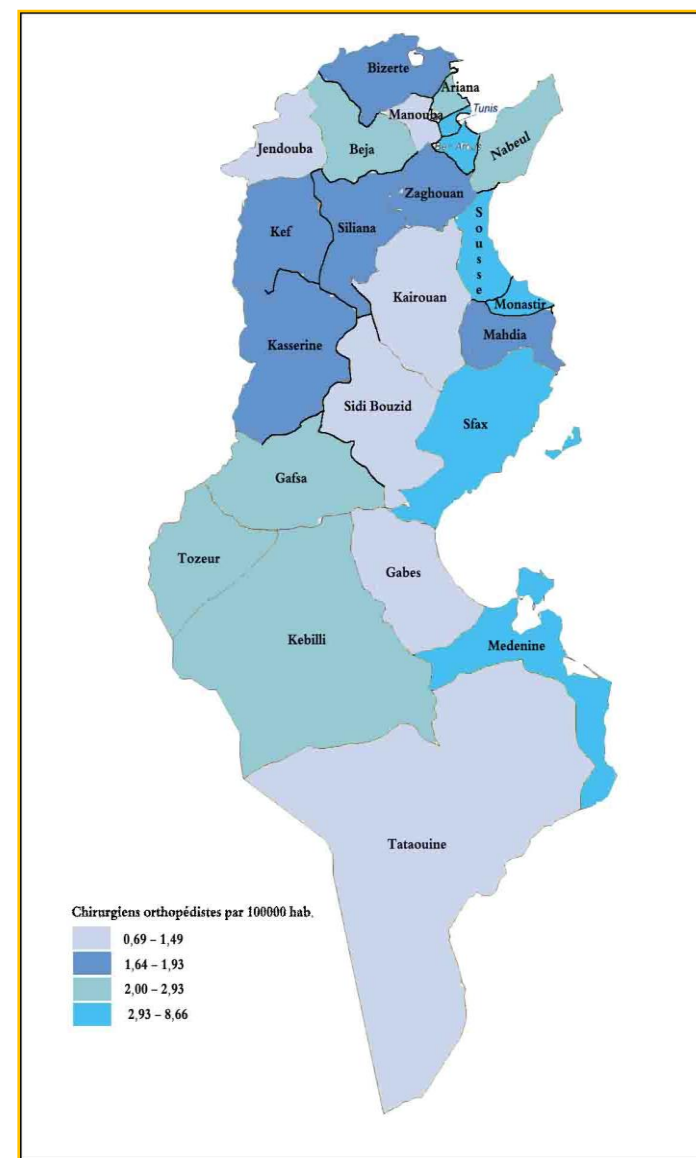 Bizerte
Ariana
Tunis
Manouba
Jendouba
Beja
Nabeul
Zaghouan
Kef
Siliana
Sousse
Kairouan
Monastir
Kasserine
Mahdia
Sidi Bouzid
Sfax
Gafsa
Tozeur
Gabes
Kebilli
Medenine
Tataouine
Chirurgiens orthopédistes par 100000 hab.
0,69 – 1,49
1,64 – 1,93
2,00 – 2,93
2,93 – 8,66